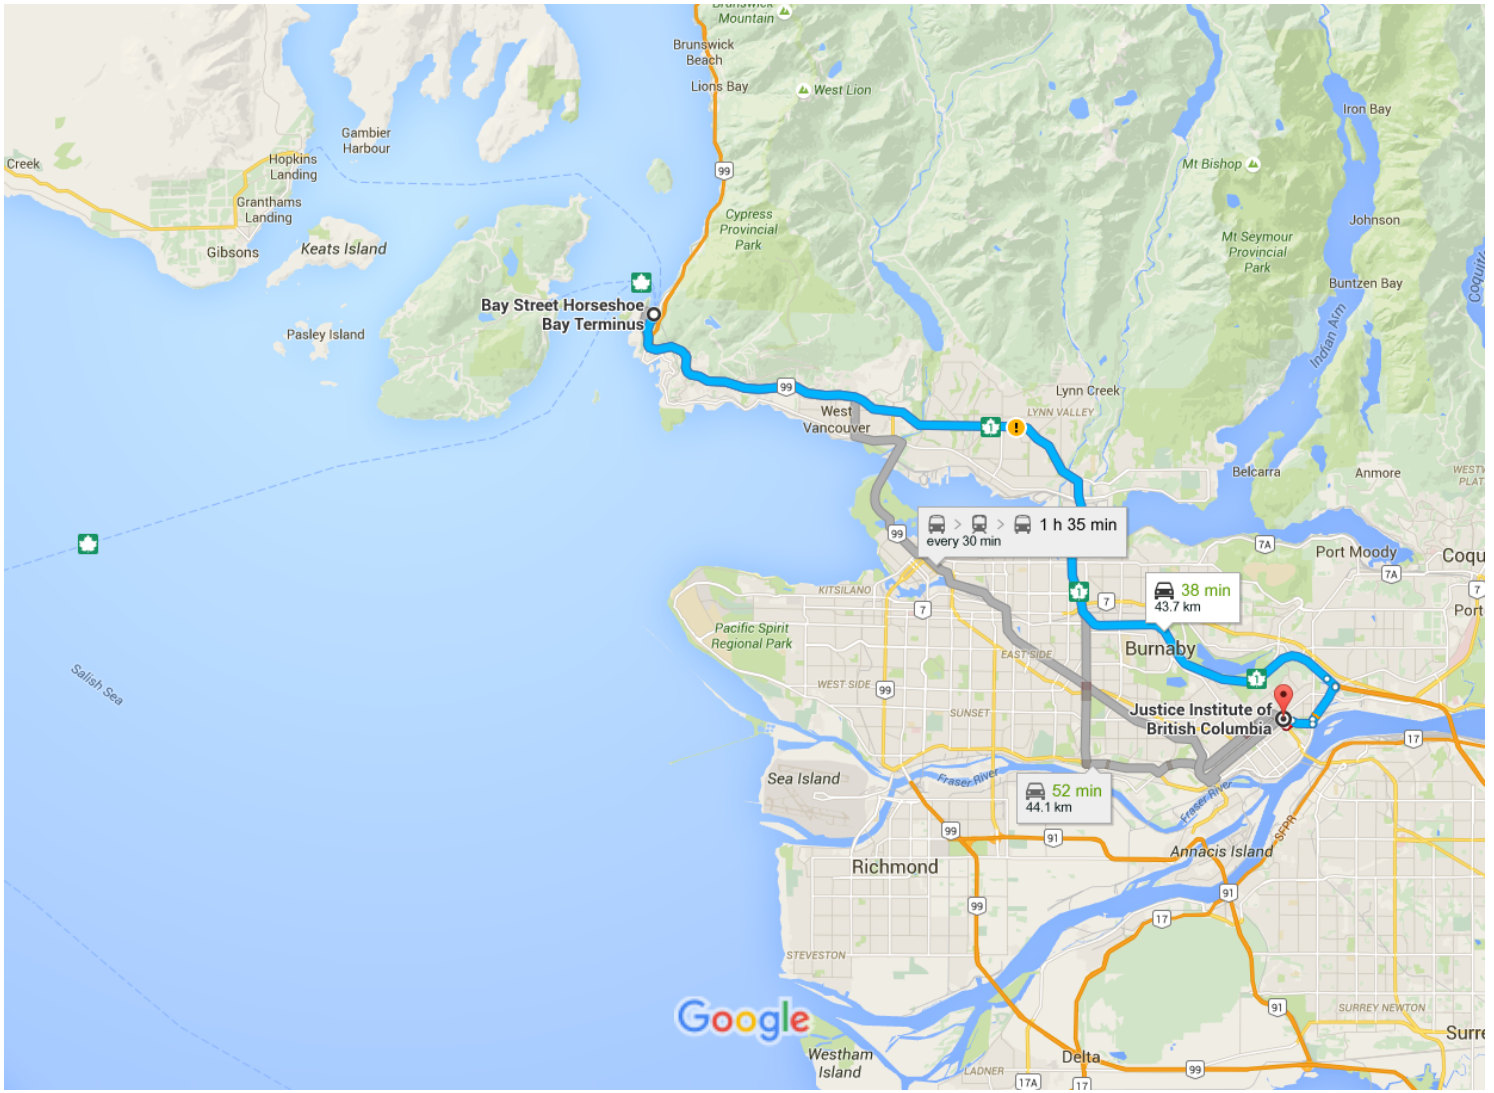 Brunswick
Mountain
Brunswick
Beach
Lions Bay
West Lion
Iron Bay
Gambier
Harbour
Creek
Hopkins
Landing
99
Mt Bishop
Granthams
Landing
Cypress
Provincial
Park
Johnson
Gibsons
Keats Island
Mt Seymour
Provincial
Park
Buntzen Bay
Bay Street Horseshoe
Bay Terminus
Pasley Island
Indian Arm
99
Lynn Creek
West
Vancouver
LYNN VALLEY
1
!
Belcarra
Anmore
99
1 h 35 min
every 30 min
7A
Port Moody
Coqu
7A
7
38 min
43.7 km
KITSILANO
1
7
7
Port
Pacific Spirit
Regional Park
EAST SIDE
Burnaby
Salish Sea
WEST SIDE
99
1
SUNSET
Justice Institute of
British Columbia
17
Sea Island
Fraser River
52 min
44.1 km
Fraser River
99
91
SFPR
Annacis Island
Richmond
91
99
17
STEVESTON
91
SURREY NEWTON
Google
Surre
Westham
Island
Delta
LADNER
99
17A
17